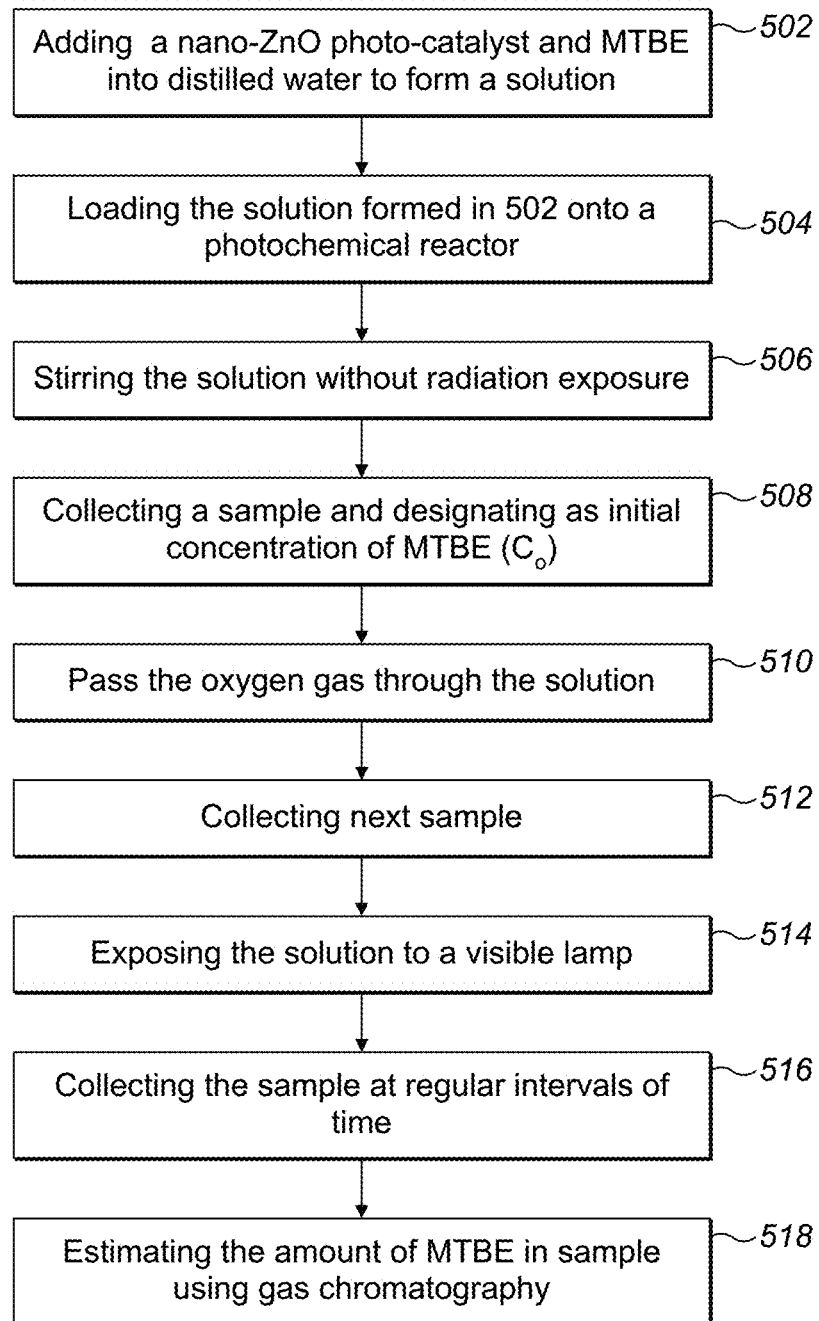 Adding a nano-ZnO photo-catalyst and MTBE
into distilled water to form a solution
502
Loading the solution formed in 502 onto a
photochemical reactor
504
Stirring the solution without radiation exposure
506
Collecting a sample and designating as initial
concentration of MTBE (Co)
508
Pass the oxygen gas through the solution
510
Collecting next sample
512
Exposing the solution to a visible lamp
514
Collecting the sample at regular intervals of
time
516
Estimating the amount of MTBE in sample
using gas chromatography
518